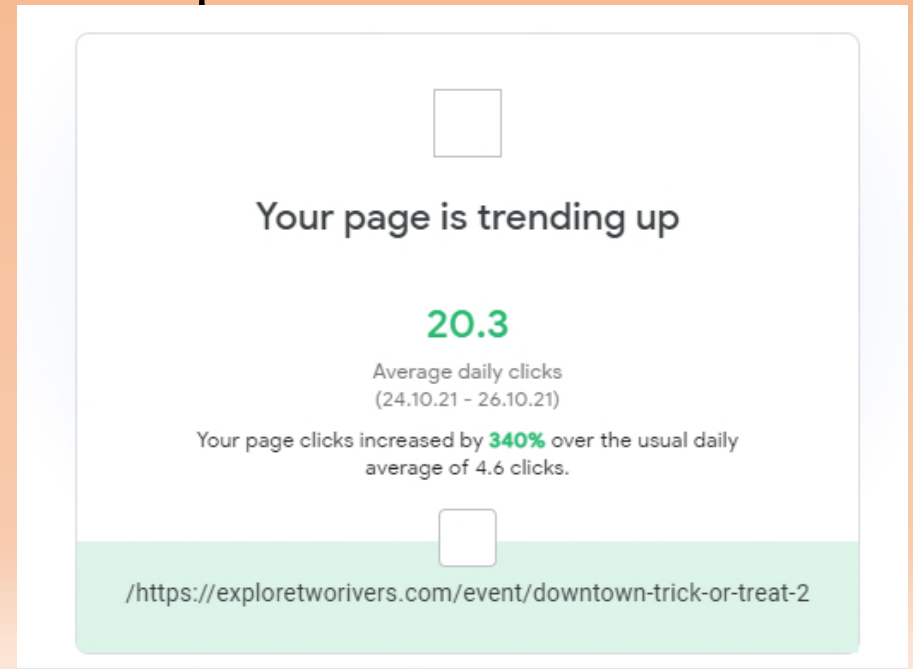 Your page is trending up
20.3
Average daily clicks
(24.10.21 - 26.10.21)
Your page clicks increased by 340% over the usual daily
average of 4.6 clicks.
/https://exploretworivers.com/event/downtown-trick-or-treat-2